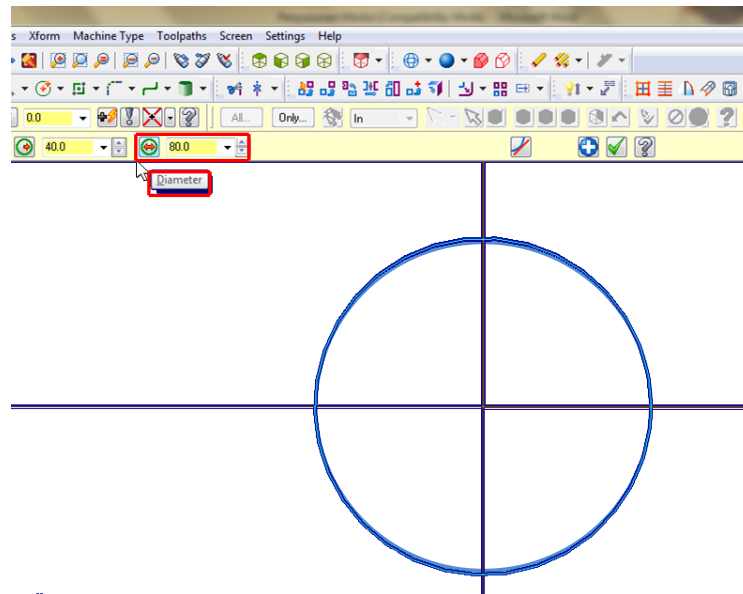 s Xform Machine Type Toolpaths Screen Settings Help
0.0 All... Only... In
40.0 80.0
Diameter